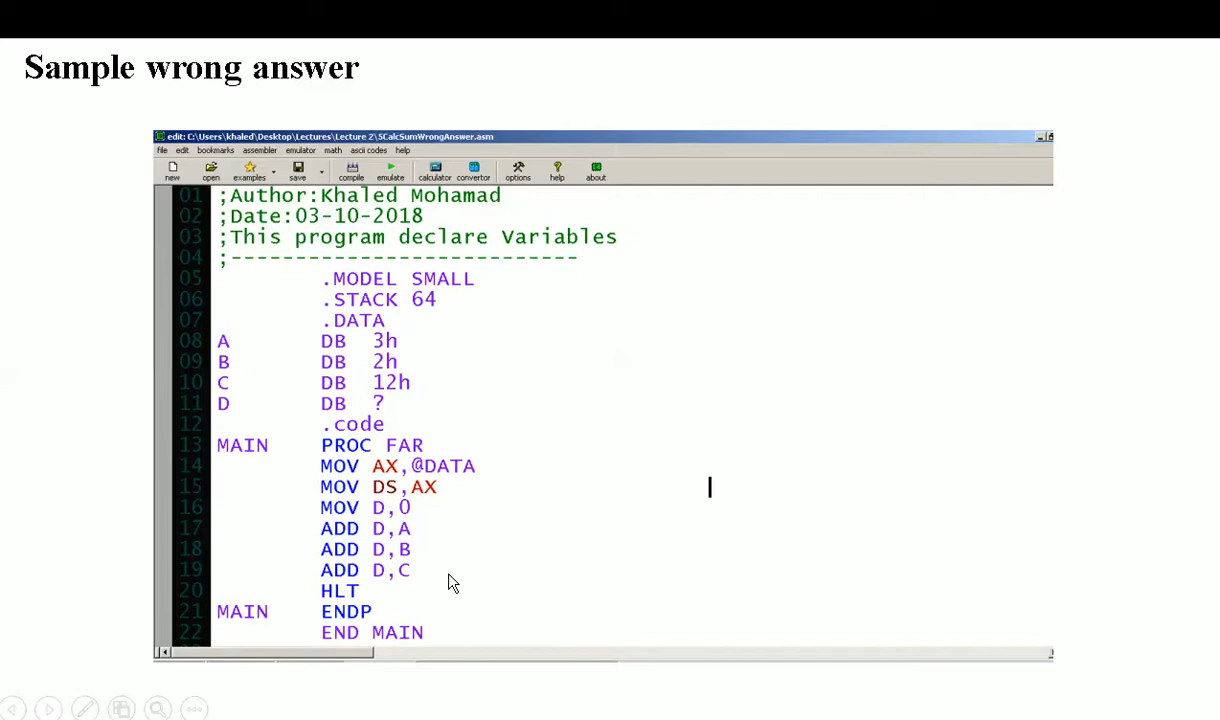 Sample wrong answer
edit: C:\Users\khaled\Desktop\Lectures\Lecture 2\5CalcSumWrongAnswer.asm
file edit bookmarks assembler emulator math ascii codes help
new open examples save compile emulate calculator convertor options help about
01 ;Author:Khaled Mohamad
02 ;Date:03-10-2018
03 ;This program declare Variables
04 ;---------------------------
05 .MODEL SMALL
06 .STACK 64
07 .DATA
08 A DB 3h
09 B DB 2h
10 C DB 12h
11 D DB ?
12 .code
13 MAIN PROC FAR
14 MOV AX,@DATA
15 MOV DS,AX
16 MOV D,0
17 ADD D,A
18 ADD D,B
19 ADD D,C
20 HLT
21 MAIN ENDP
22 END MAIN